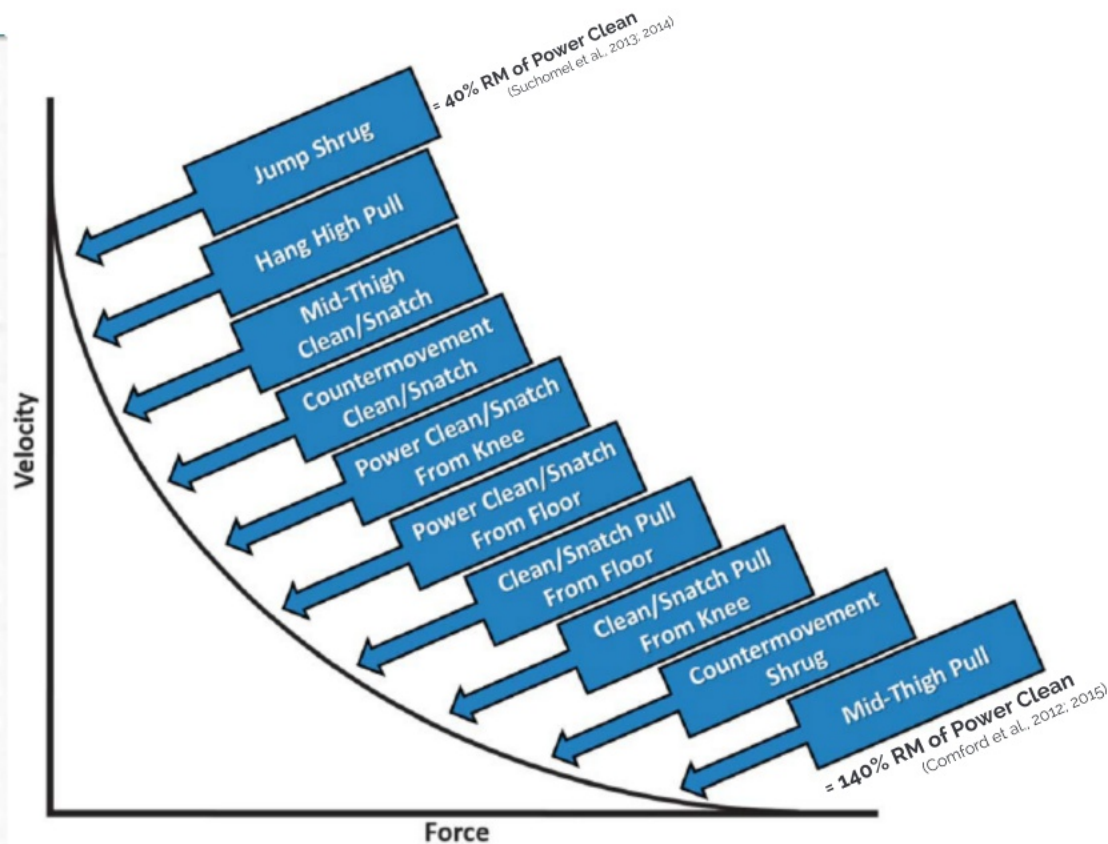 = 40% RM of Power Clean
(Suchomel et al., 2013; 2014)
Jump Shrug
Hang High Pull
Mid-Thigh
Clean/Snatch
Countermovement
Clean/Snatch
Power Clean/Snatch
From Knee
Power Clean/Snatch
From Floor
Clean/Snatch Pull
From Floor
Clean/Snatch Pull
From Knee
Countermovement
Shrug
Mid-Thigh Pull
= 140% RM of Power Clean
(Comford et al., 2012; 2015)
Velocity
Force